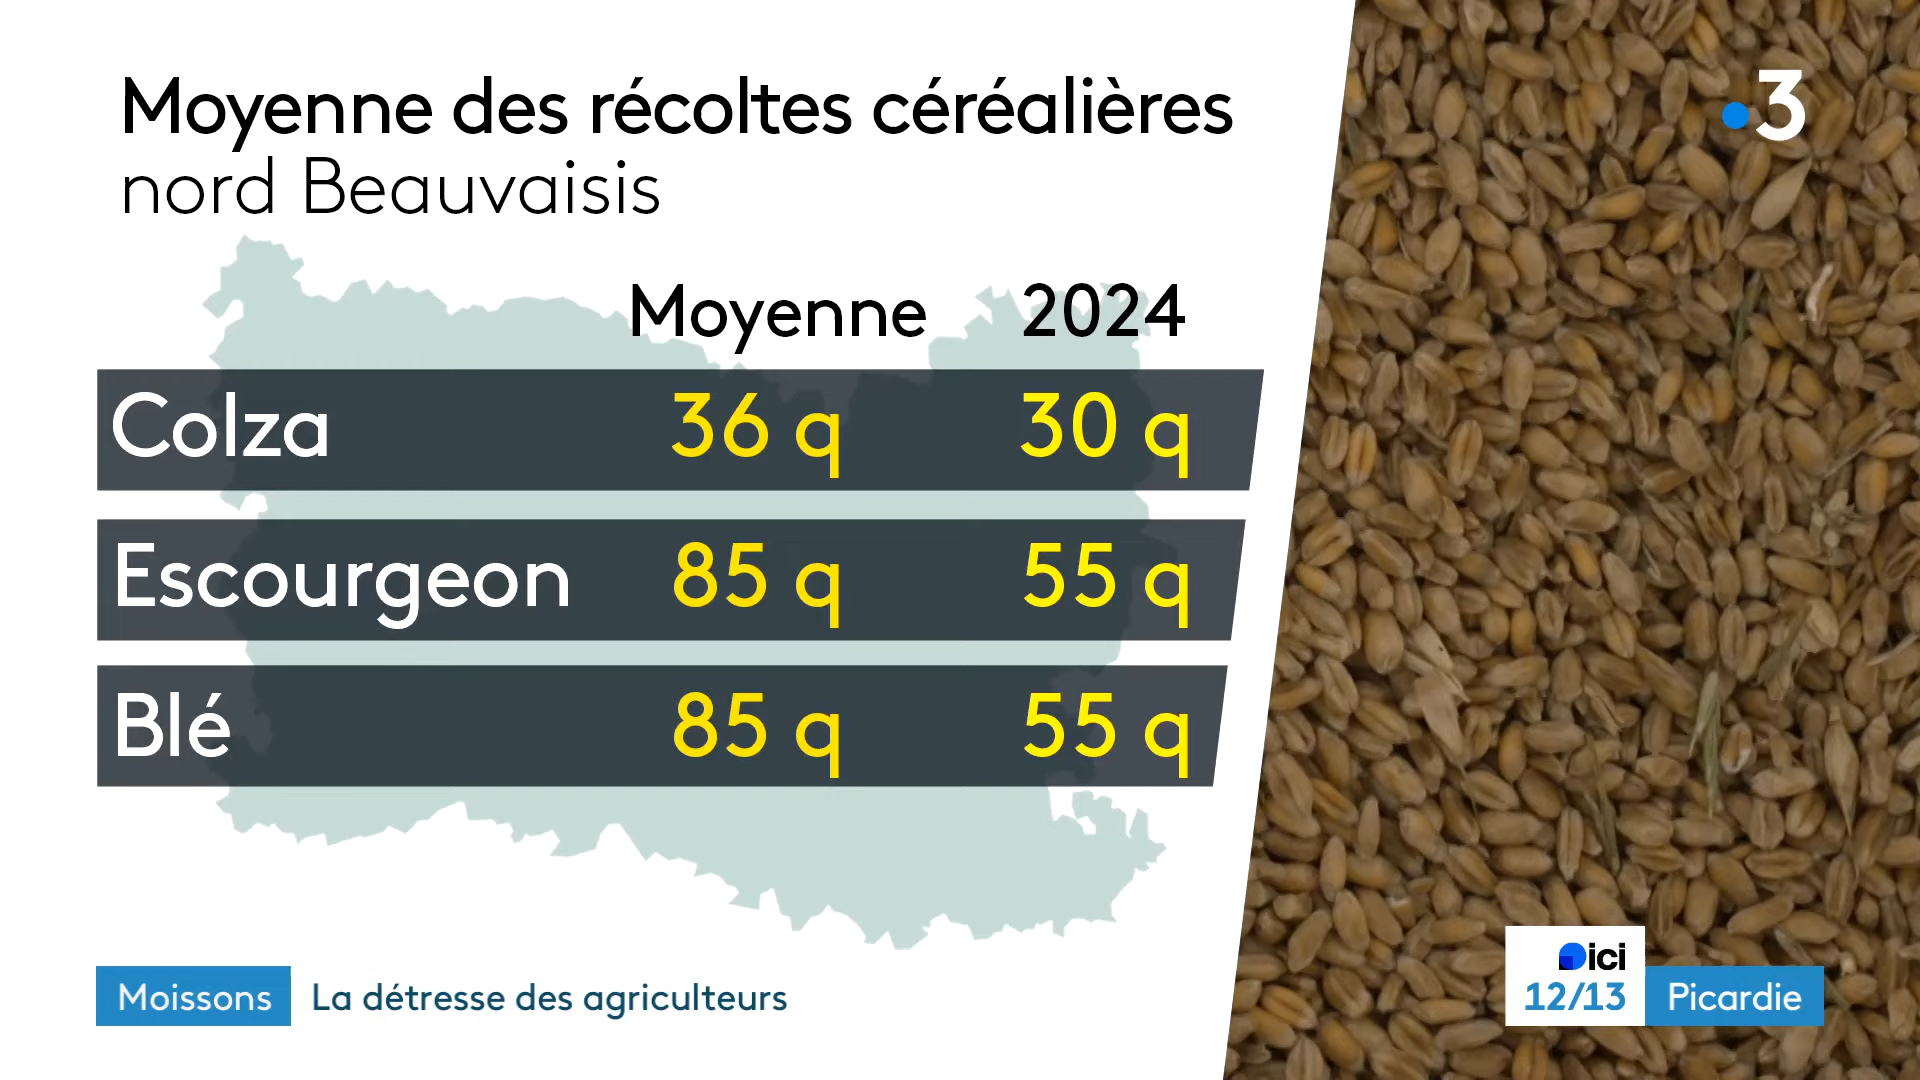 Moyenne des récoltes céréalières
nord Beauvaisis
3
Moyenne 2024
Colza 36 q 30 q
Escourgeon 85 q 55 q
Blé 85 q 55 q
Moissons La détresse des agriculteurs
ici
12/13 Picardie